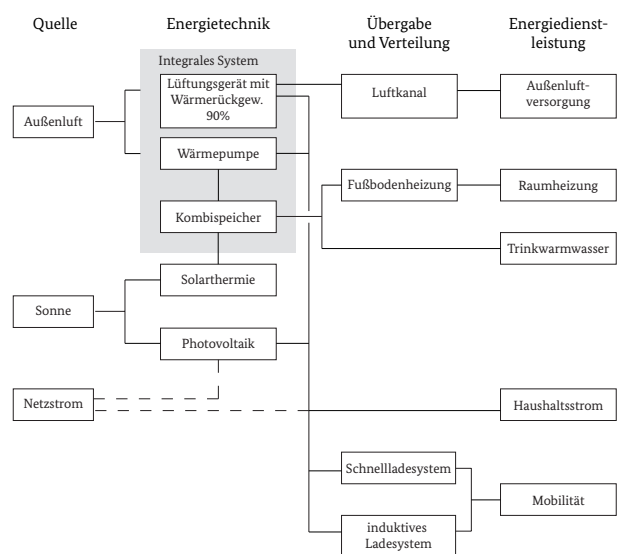 Quelle
Energietechnik
Übergabe
und Verteilung
Energiedienst-
leistung
Integrales System
Lüftungsgerät mit
Wärmerückgew.
90%
Luftkanal
Außenluft-
versorgung
Außenluft
Wärmepumpe
Fußbodenheizung
Raumheizung
Kombispeicher
Trinkwarmwasser
Solarthermie
Sonne
Photovoltaik
Netzstrom
Haushaltsstrom
Schnellladesystem
Mobilität
induktives
Ladesystem